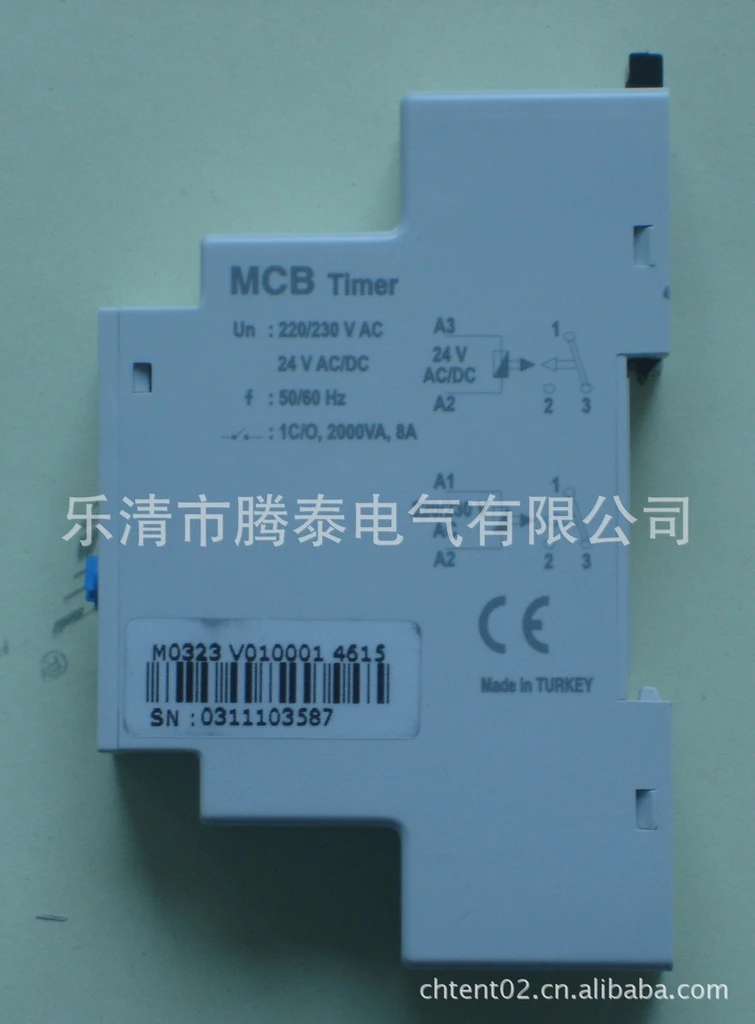 MCB Timer
Un : 220/230 V AC
24 V AC/DC
f : 50/60 Hz
: 1C/O, 2000VA, 8A
A3
24 V
AC/DC
A2
1
2 3
A1
A2
1
2 3
乐清市腾泰电气有限公司
CE
Made in TURKEY
M0323 V010001 4615
SN : 0311103587
chtent02.cn.alibaba.com